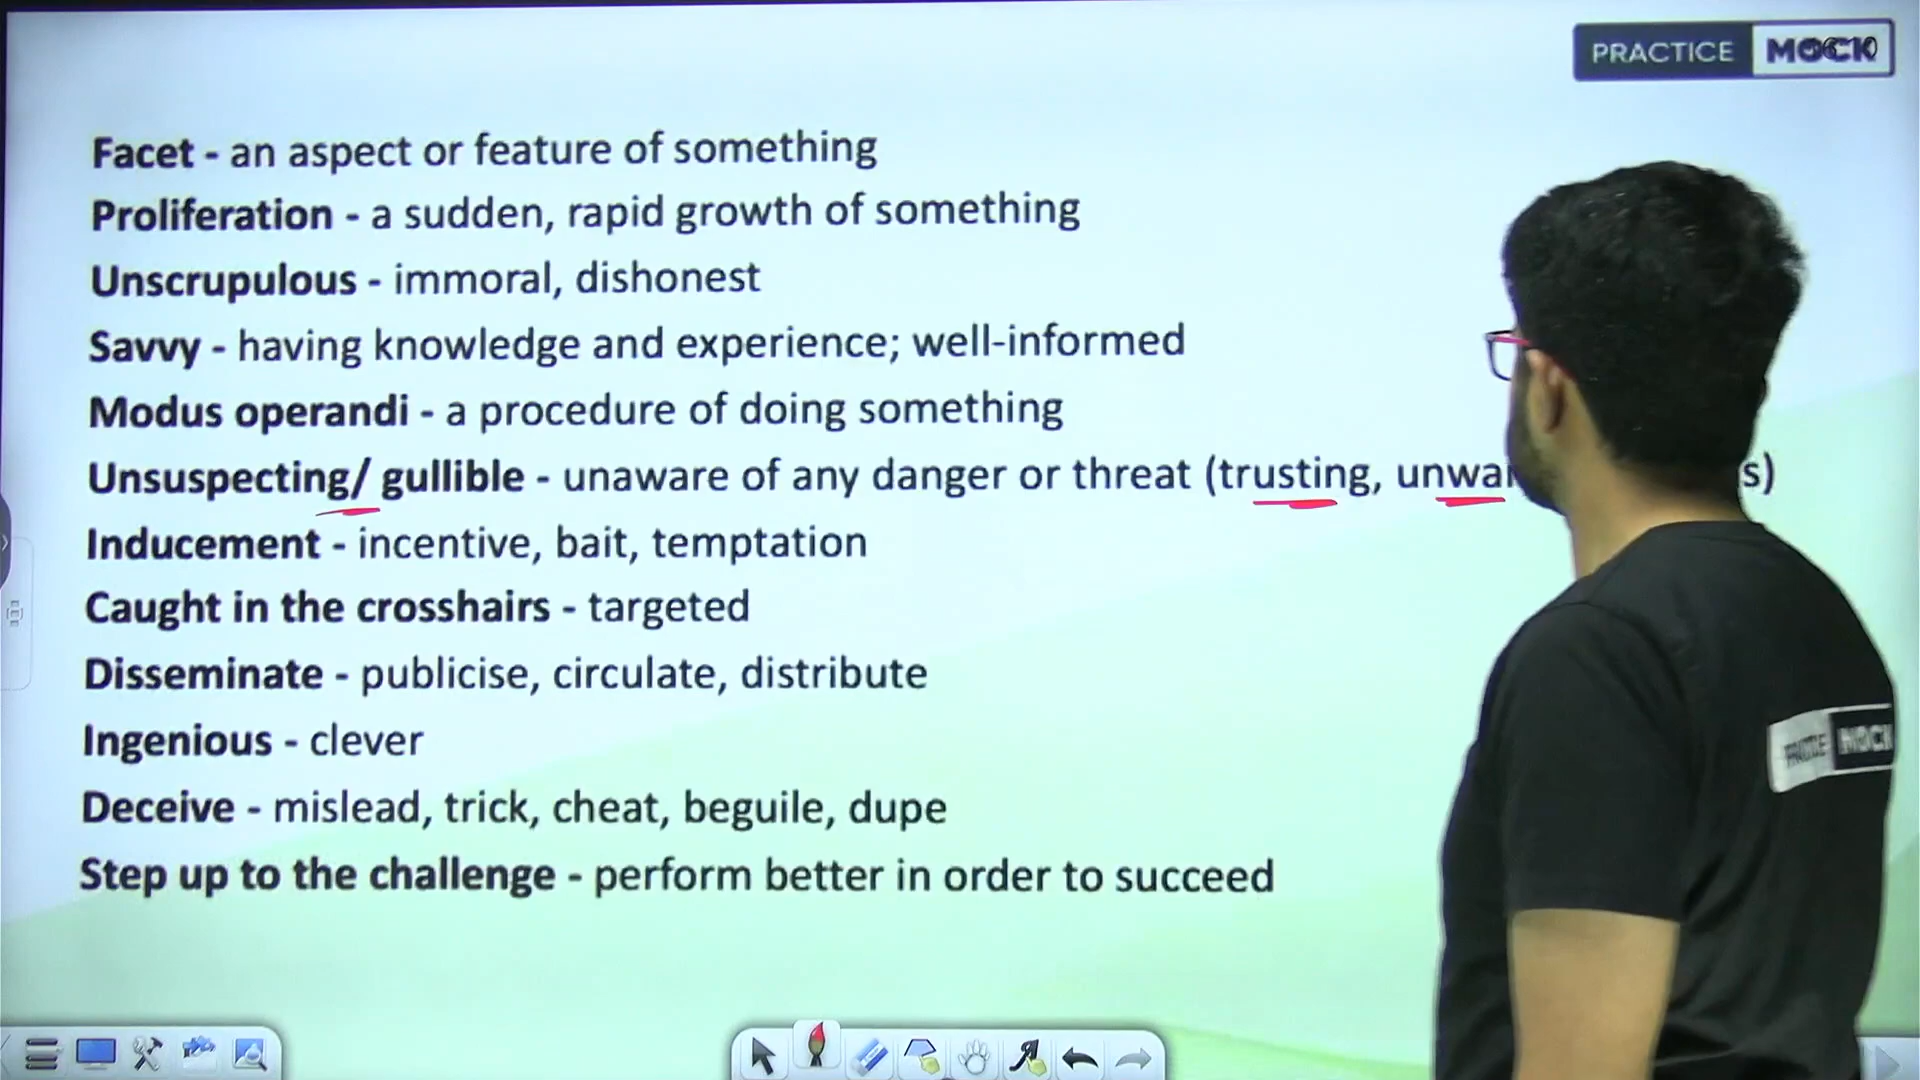 PRACTICE MOCK
Facet - an aspect or feature of something
Proliferation - a sudden, rapid growth of something
Unscrupulous - immoral, dishonest
Savvy - having knowledge and experience; well-informed
Modus operandi - a procedure of doing something
Unsuspecting/ gullible - unaware of any danger or threat (trusting,
Inducement - incentive, bait, temptation
Caught in the crosshairs - targeted
Disseminate - publicise, circulate, distribute
Ingenious - clever
PRACTICE MOCK
Deceive - mislead, trick, cheat, beguile, dupe
Step up to the challenge - perform better in order to succeed